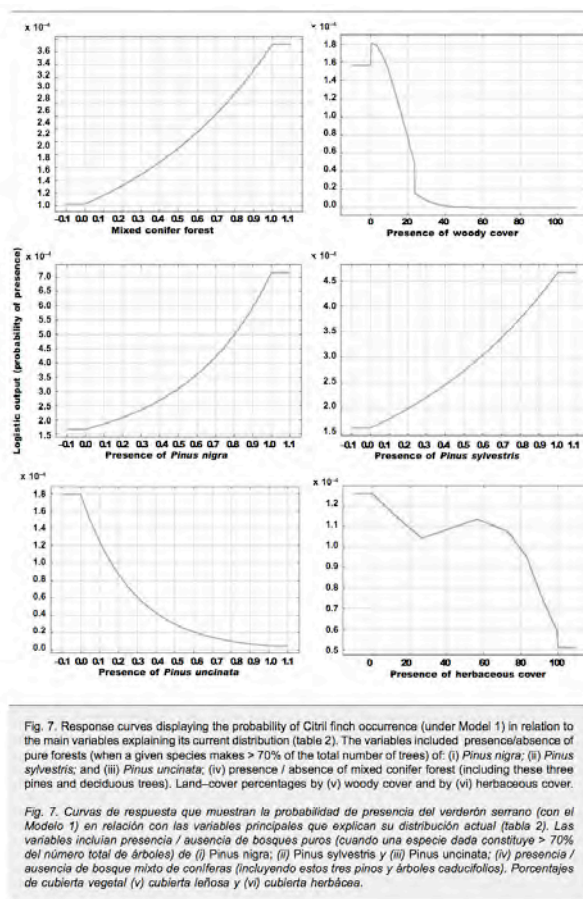 x 10⁻⁴
3.6
3.4
3.2
3.0
2.8
2.6
2.4
2.2
2.0
1.8
1.6
1.4
1.2
1.0
–0.1 0.0 0.1 0.2 0.3 0.4 0.5 0.6 0.7 0.8 0.9 1.0 1.1
Mixed conifer forest
x 10⁻⁴
1.8
1.6
1.4
1.2
1.0
0.8
0.6
0.4
0.2
0.0
0 20 40 60 80 100
Presence of woody cover
Logistic output (probability of presence)
x 10⁻⁴
7.0
6.5
6.0
5.5
5.0
4.5
4.0
3.5
3.0
2.5
2.0
1.5
–0.1 0.0 0.1 0.2 0.3 0.4 0.5 0.6 0.7 0.8 0.9 1.0 1.1
Presence of Pinus nigra
x 10⁻⁴
4.5
4.0
3.5
3.0
2.5
2.0
1.5
–0.1 0.0 0.1 0.2 0.3 0.4 0.5 0.6 0.7 0.8 0.9 1.0 1.1
Presence of Pinus sylvestris
x 10⁻⁴
1.8
1.6
1.4
1.2
1.0
0.8
0.6
0.4
0.2
0.0
–0.1 0.0 0.1 0.2 0.3 0.4 0.5 0.6 0.7 0.8 0.9 1.0 1.1
Presence of Pinus uncinata
x 10⁻⁴
1.2
1.1
1.0
0.9
0.8
0.7
0.6
0.5
0 20 40 60 80 100
Presence of herbaceous cover
Fig. 7. Response curves displaying the probability of Citril finch occurrence (under Model 1) in relation to
the main variables explaining its current distribution (table 2). The variables included presence/absence of
pure forests (when a given species makes > 70% of the total number of trees) of: (i) Pinus nigra; (ii) Pinus
sylvestris; and (iii) Pinus uncinata; (iv) presence / absence of mixed conifer forest (including these three
pines and deciduous trees). Land–cover percentages by (v) woody cover and by (vi) herbaceous cover.
Fig. 7. Curvas de respuesta que muestran la probabilidad de presencia del verderón serrano (con el
Modelo 1) en relación con las variables principales que explican su distribución actual (table 2). Las
variables incluían presencia / ausencia de bosques puros (cuando una especie dada constituye > 70%
del número total de árboles) de (i) Pinus nigra; (ii) Pinus sylvestris y (iii) Pinus uncinata; (iv) presencia /
ausencia de bosque mixto de coníferas (incluyendo estos tres pinos y árboles caducifolios). Porcentajes
de cubierta vegetal (v) cubierta leñosa y (vi) cubierta herbácea.